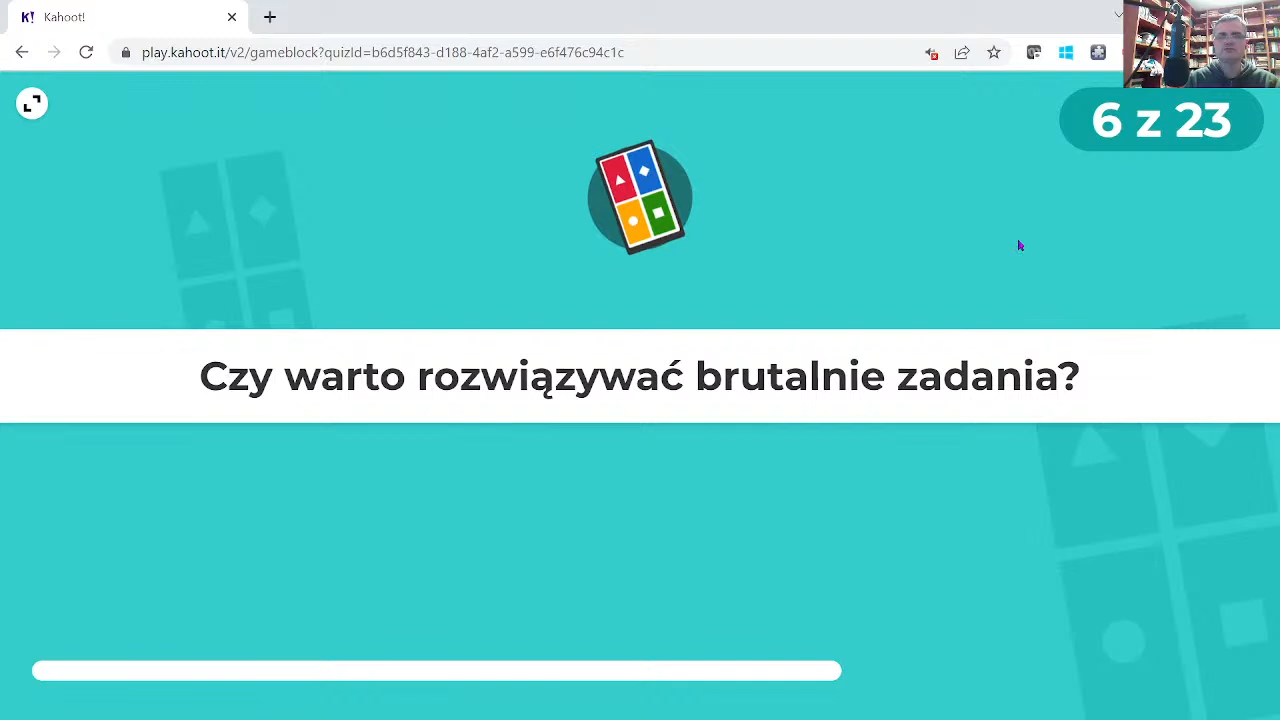 K! Kahoot!
play.kahoot.it/v2/gameblock?quizId=b6d5f843-d188-4af2-a599-e6f476c94c1c
6 z 23
Czy warto rozwiązywać brutalnie zadania?